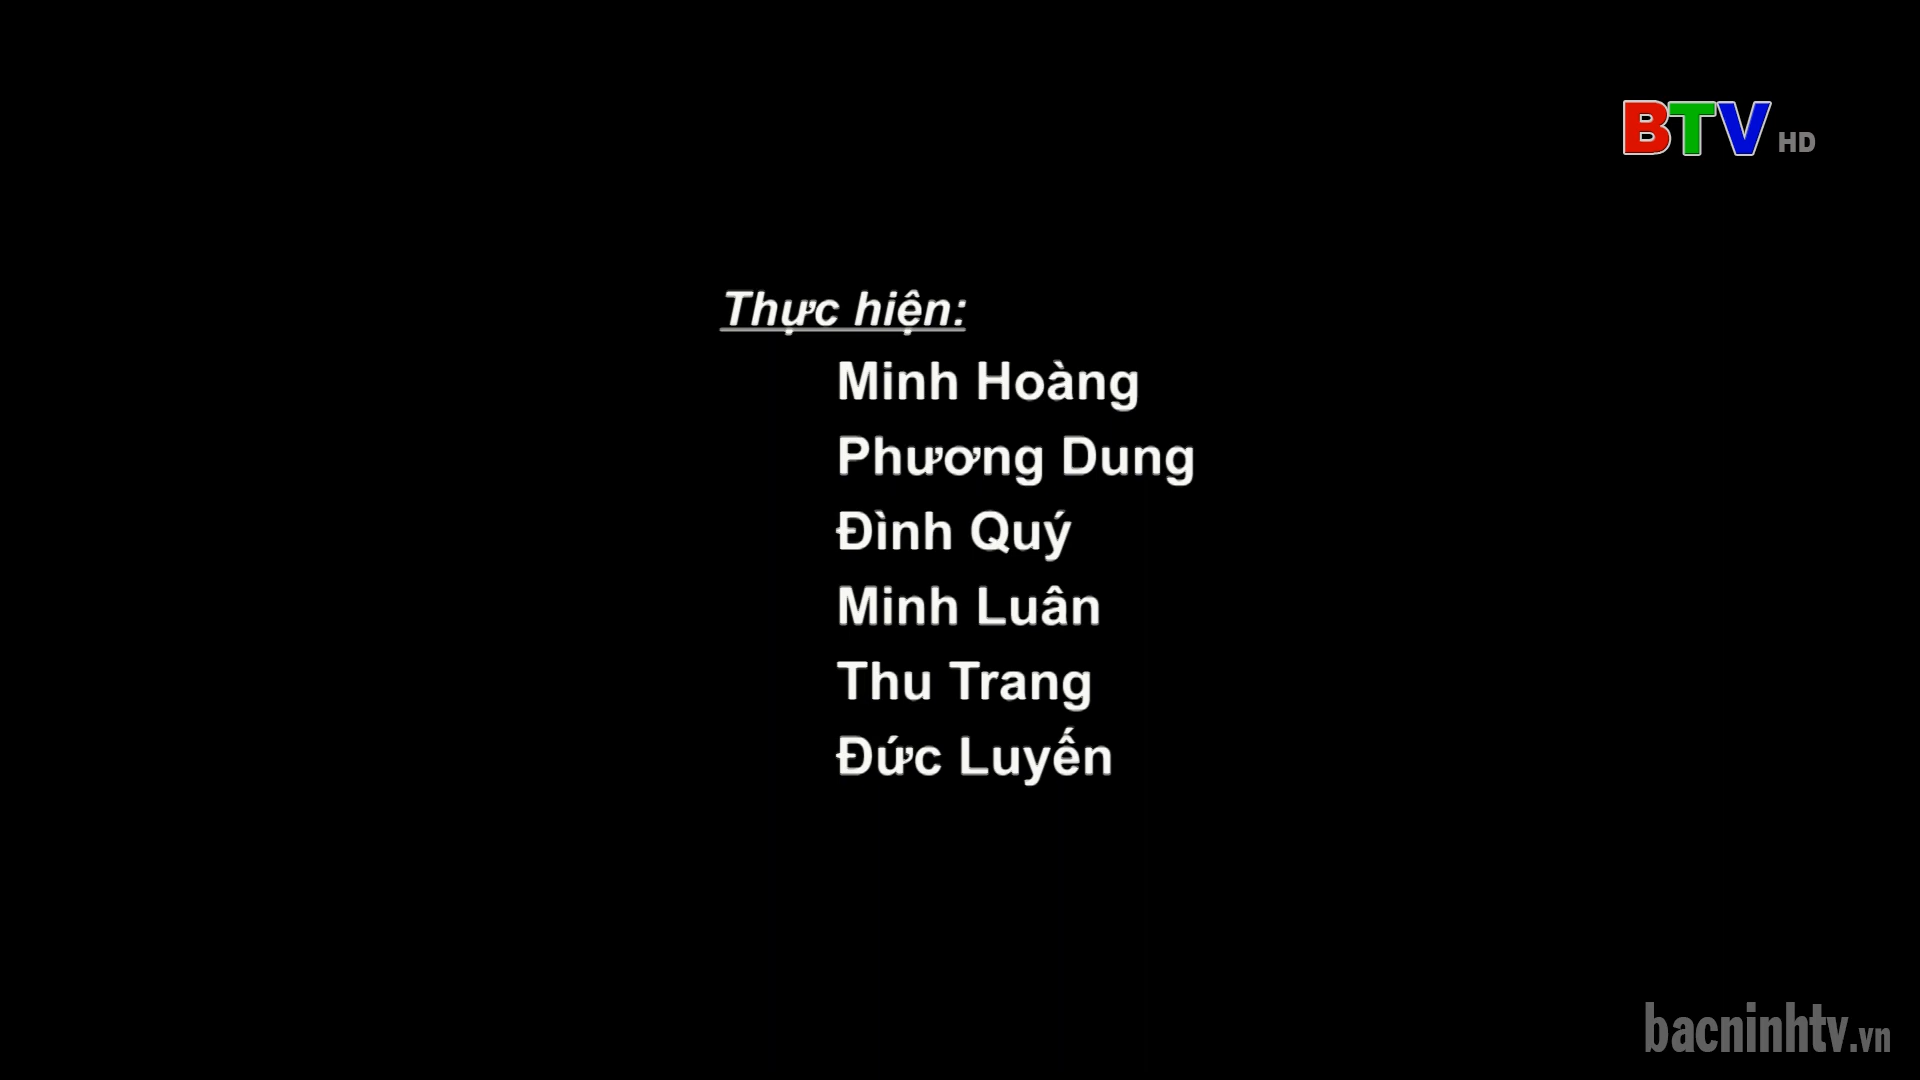 BTV HD
Thực hiện:
Minh Hoàng
Phương Dung
Đình Quý
Minh Luân
Thu Trang
Đức Luyến
bacninhtv.vn